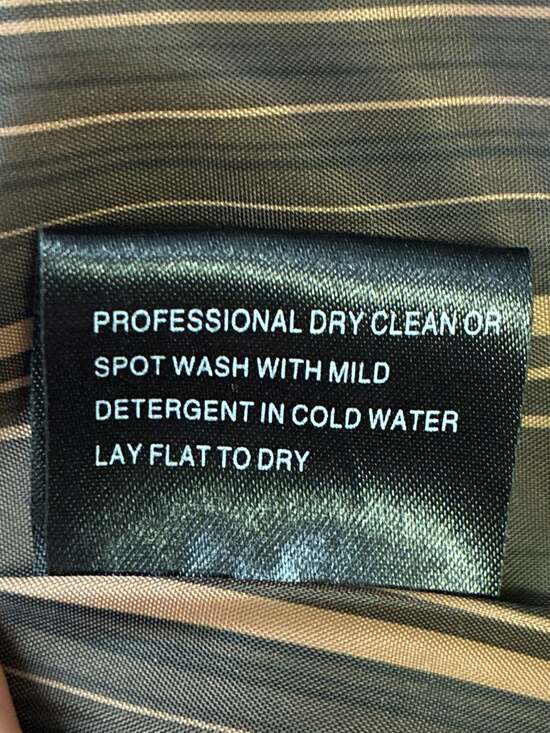 PROFESSIONAL DRY CLEAN OR
SPOT WASH WITH MILD
DETERGENT IN COLD WATER
LAY FLAT TO DRY